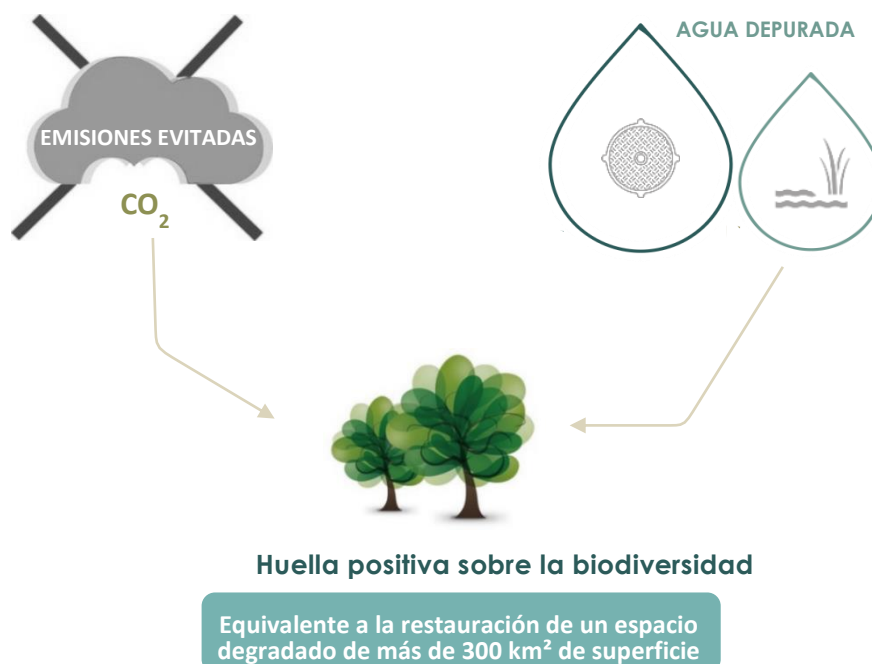 AGUA DEPURADA
EMISIONES EVITADAS
CO₂
Huella positiva sobre la biodiversidad
Equivalente a la restauración de un espacio
degradado de más de 300 km² de superficie